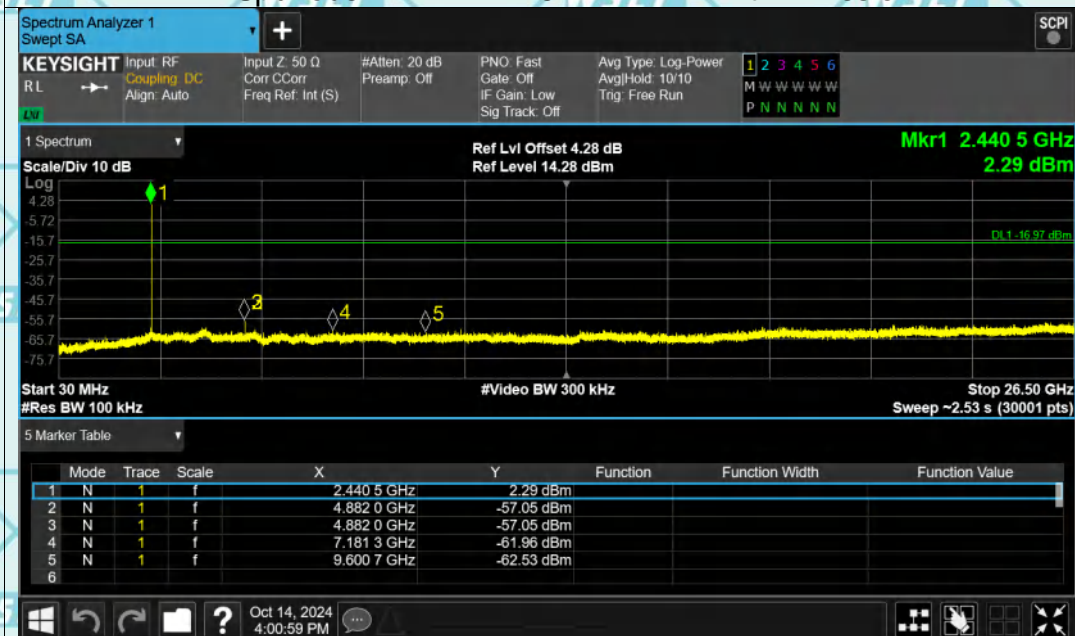 Spectrum Analyzer 1
Swept SA
+
SCPI
KEYSIGHT
RL
LXI
Input: RF
Coupling: DC
Align: Auto
Input Z: 50 Ω
Corr CCorr
Freq Ref: Int (S)
#Atten: 20 dB
Preamp: Off
PNO: Fast
Gate: Off
IF Gain: Low
Sig Track: Off
Avg Type: Log-Power
Avg|Hold: 10/10
Trig: Free Run
1 2 3 4 5 6
M W W W W W
P N N N N N
1 Spectrum
Scale/Div 10 dB
Ref Lvl Offset 4.28 dB
Ref Level 14.28 dBm
Mkr1 2.440 5 GHz
2.29 dBm
Log
4.28
-5.72
-15.7
-25.7
-35.7
-45.7
-55.7
-65.7
-75.7
1
4
5
DL1 -16.97 dBm
Start 30 MHz
#Video BW 300 kHz
Stop 26.50 GHz
#Res BW 100 kHz
Sweep ~2.53 s (30001 pts)
5 Marker Table
Mode Trace Scale X Y Function Function Width Function Value
1 N 1 f 2.440 5 GHz 2.29 dBm
2 N 1 f 4.882 0 GHz -57.05 dBm
3 N 1 f 4.882 0 GHz -57.05 dBm
4 N 1 f 7.181 3 GHz -61.96 dBm
5 N 1 f 9.600 7 GHz -62.53 dBm
6
?
Oct 14, 2024
4:00:59 PM